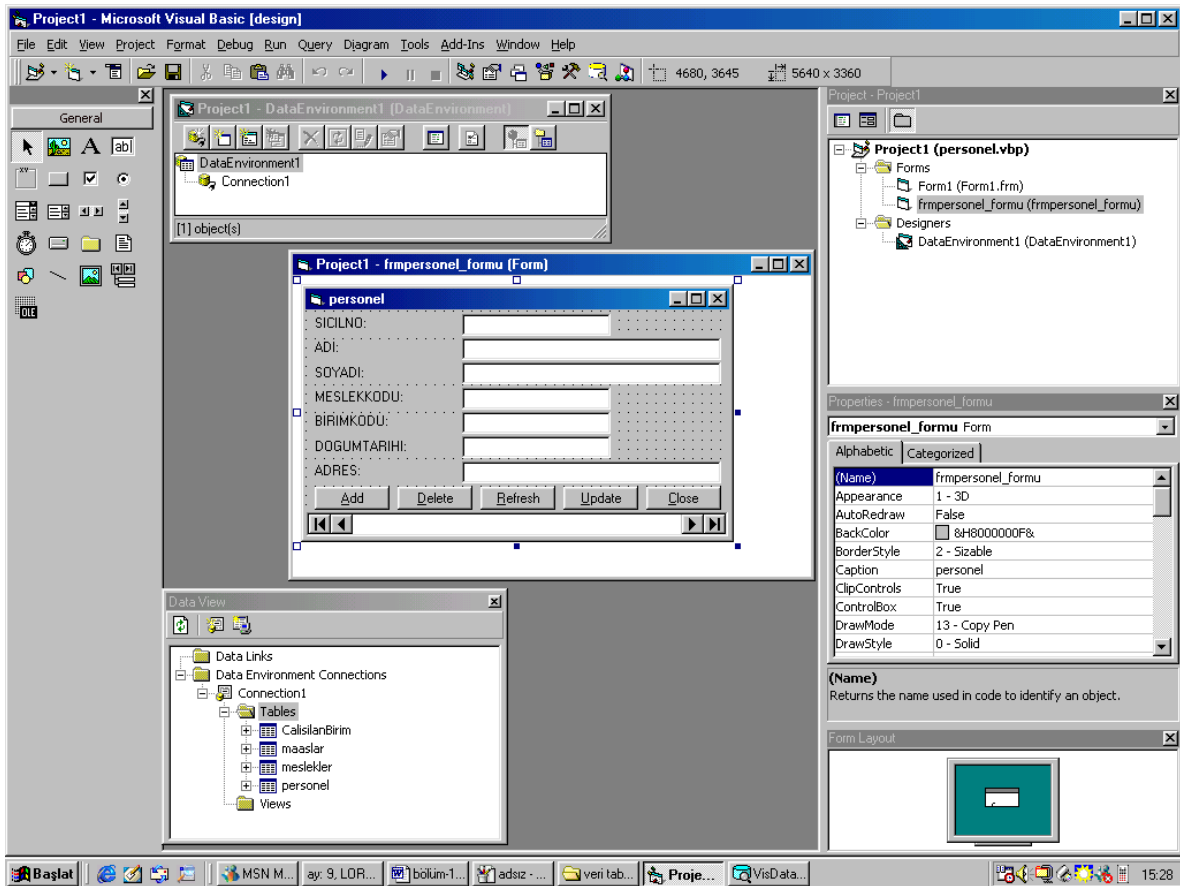 Project1 - Microsoft Visual Basic [design]
File Edit View Project Format Debug Run Query Diagram Tools Add-Ins Window Help
4680, 3645 5640 x 3360
General
A ab|
XY
OLE
Project1 - DataEnvironment1 (DataEnvironment)
DataEnvironment1
Connection1
[1] object(s)
Project1 - frmpersonel_formu (Form)
personel
SICILNO:
ADI:
SOYADI:
MESLEKKODU:
BIRIMKODU:
DOGUMTARIHI:
ADRES:
Add Delete Refresh Update Close
Data View
Data Links
Data Environment Connections
Connection1
Tables
CalisilanBirim
maaslar
meslekler
personel
Views
Project - Project1
Project1 (personel.vbp)
Forms
Form1 (Form1.frm)
frmpersonel_formu (frmpersonel_formu)
Designers
DataEnvironment1 (DataEnvironment1)
Properties - frmpersonel_formu
frmpersonel_formu Form
Alphabetic Categorized
(Name) frmpersonel_formu
Appearance 1 - 3D
AutoRedraw False
BackColor &H8000000F&
BorderStyle 2 - Sizable
Caption personel
ClipControls True
ControlBox True
DrawMode 13 - Copy Pen
DrawStyle 0 - Solid
(Name)
Returns the name used in code to identify an object.
Form Layout
Başlat MSN M... ay: 9, LOR... bölüm-1... adsız - ... veri tab... Proje... VisData... 15:28